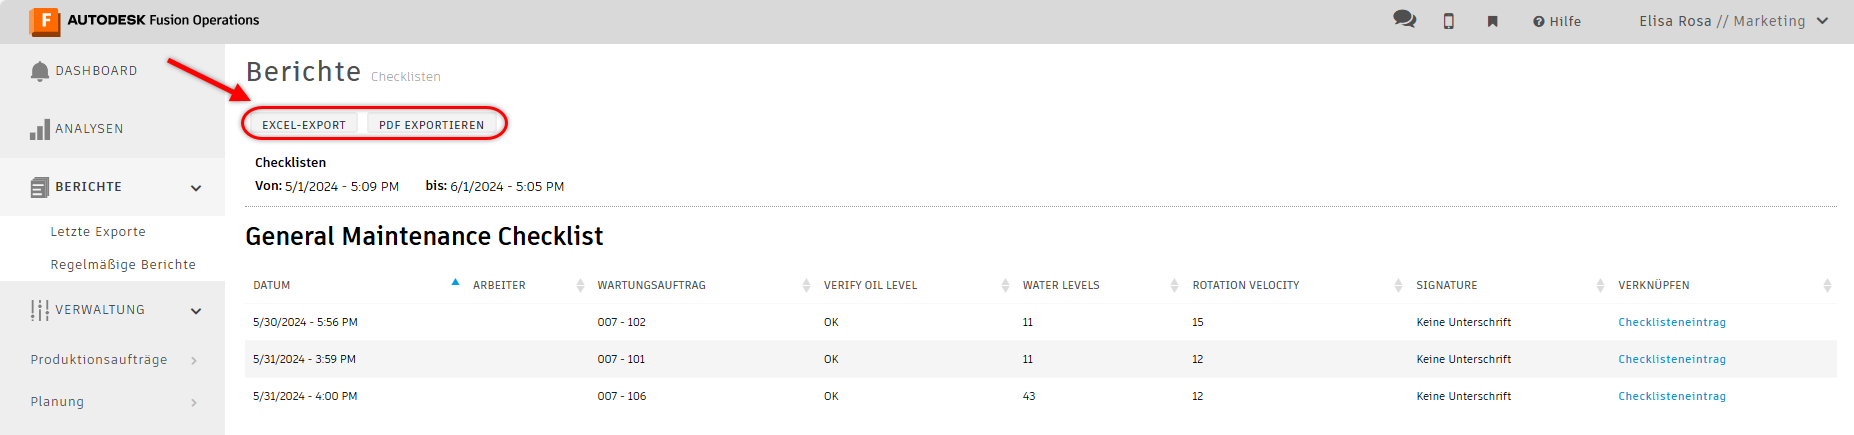 F AUTODESK Fusion Operations
Hilfe
Elisa Rosa // Marketing
DASHBOARD
ANALYSEN
BERICHTE
Letzte Exporte
Regelmäßige Berichte
VERWALTUNG
Produktionsaufträge
Planung
Berichte Checklisten
EXCEL-EXPORT PDF EXPORTIEREN
Checklisten
Von: 5/1/2024 - 5:09 PM bis: 6/1/2024 - 5:05 PM
General Maintenance Checklist
DATUM ARBEITER WARTUNGSAUFTRAG VERIFY OIL LEVEL WATER LEVELS ROTATION VELOCITY SIGNATURE VERKNÜPFEN
5/30/2024 - 5:56 PM 007 - 102 OK 11 15 Keine Unterschrift Checklisteneintrag
5/31/2024 - 3:59 PM 007 - 101 OK 11 12 Keine Unterschrift Checklisteneintrag
5/31/2024 - 4:00 PM 007 - 106 OK 43 12 Keine Unterschrift Checklisteneintrag